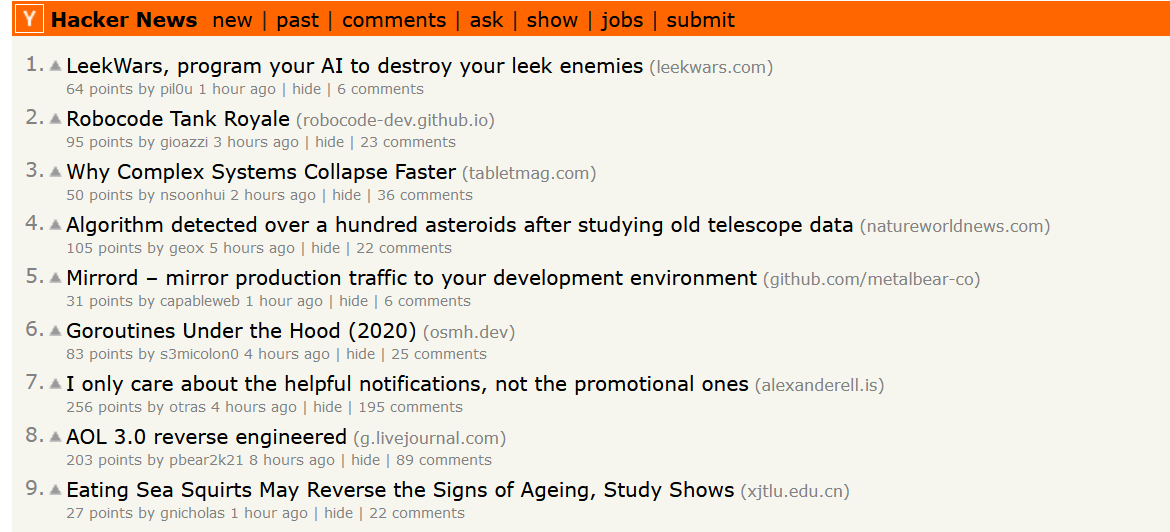 Y Hacker News new | past | comments | ask | show | jobs | submit
1. LeekWars, program your AI to destroy your leek enemies (leekwars.com)
64 points by pil0u 1 hour ago | hide | 6 comments
2. Robocode Tank Royale (robocode-dev.github.io)
95 points by gioazzi 3 hours ago | hide | 23 comments
3. Why Complex Systems Collapse Faster (tabletmag.com)
50 points by nsoonhui 2 hours ago | hide | 36 comments
4. Algorithm detected over a hundred asteroids after studying old telescope data (natureworldnews.com)
105 points by geox 5 hours ago | hide | 22 comments
5. Mirrord – mirror production traffic to your development environment (github.com/metalbear-co)
31 points by capableweb 1 hour ago | hide | 6 comments
6. Goroutines Under the Hood (2020) (osmh.dev)
83 points by s3micolon0 4 hours ago | hide | 25 comments
7. I only care about the helpful notifications, not the promotional ones (alexanderell.is)
256 points by otras 4 hours ago | hide | 195 comments
8. AOL 3.0 reverse engineered (g.livejournal.com)
203 points by pbear2k21 8 hours ago | hide | 89 comments
9. Eating Sea Squirts May Reverse the Signs of Ageing, Study Shows (xjtlu.edu.cn)
27 points by gnicholas 1 hour ago | hide | 22 comments